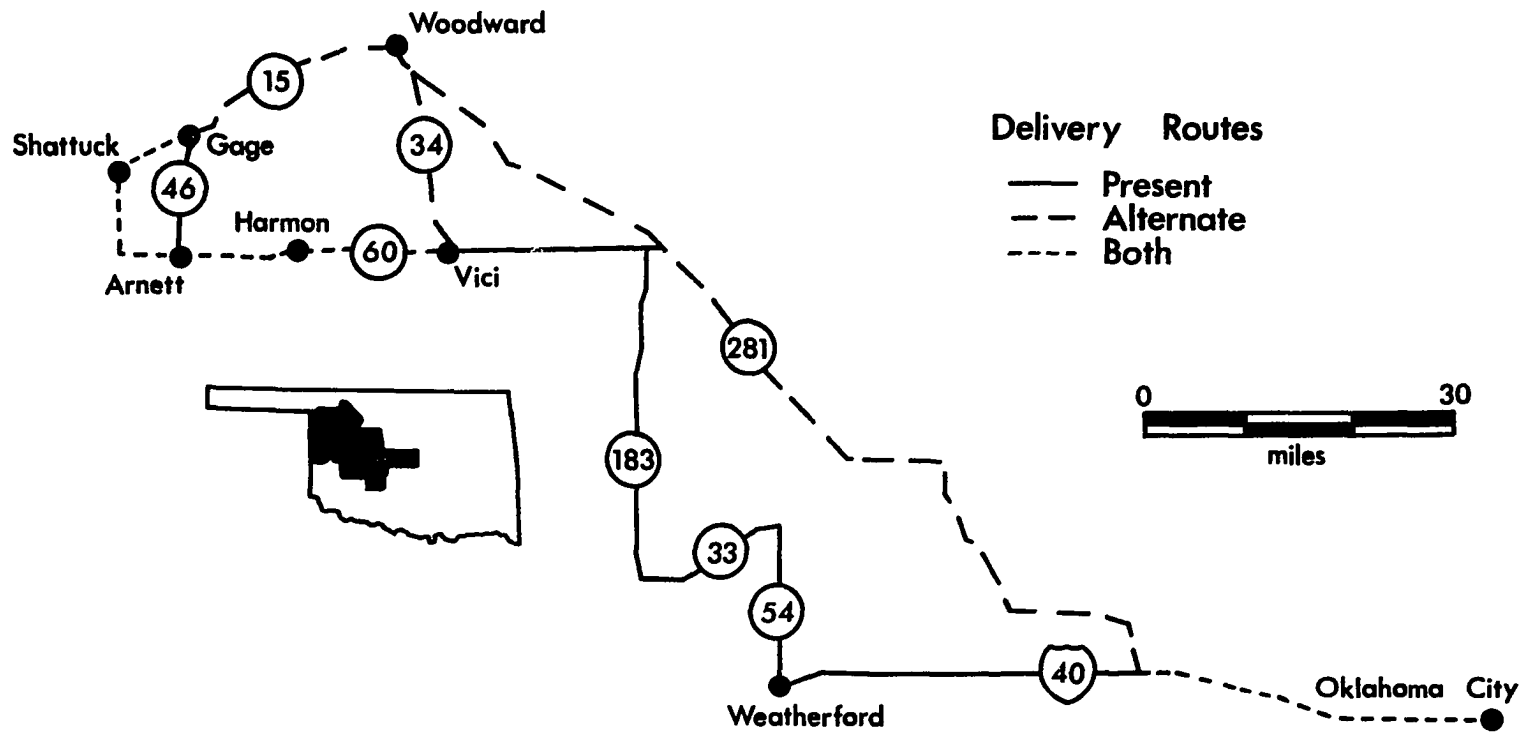 Woodward
15
Shattuck
Gage
34
46
Harmon
60
Arnett
Vici
Delivery Routes
Present
Alternate
Both
281
0 30
miles
183
33
54
40
Weatherford
Oklahoma City